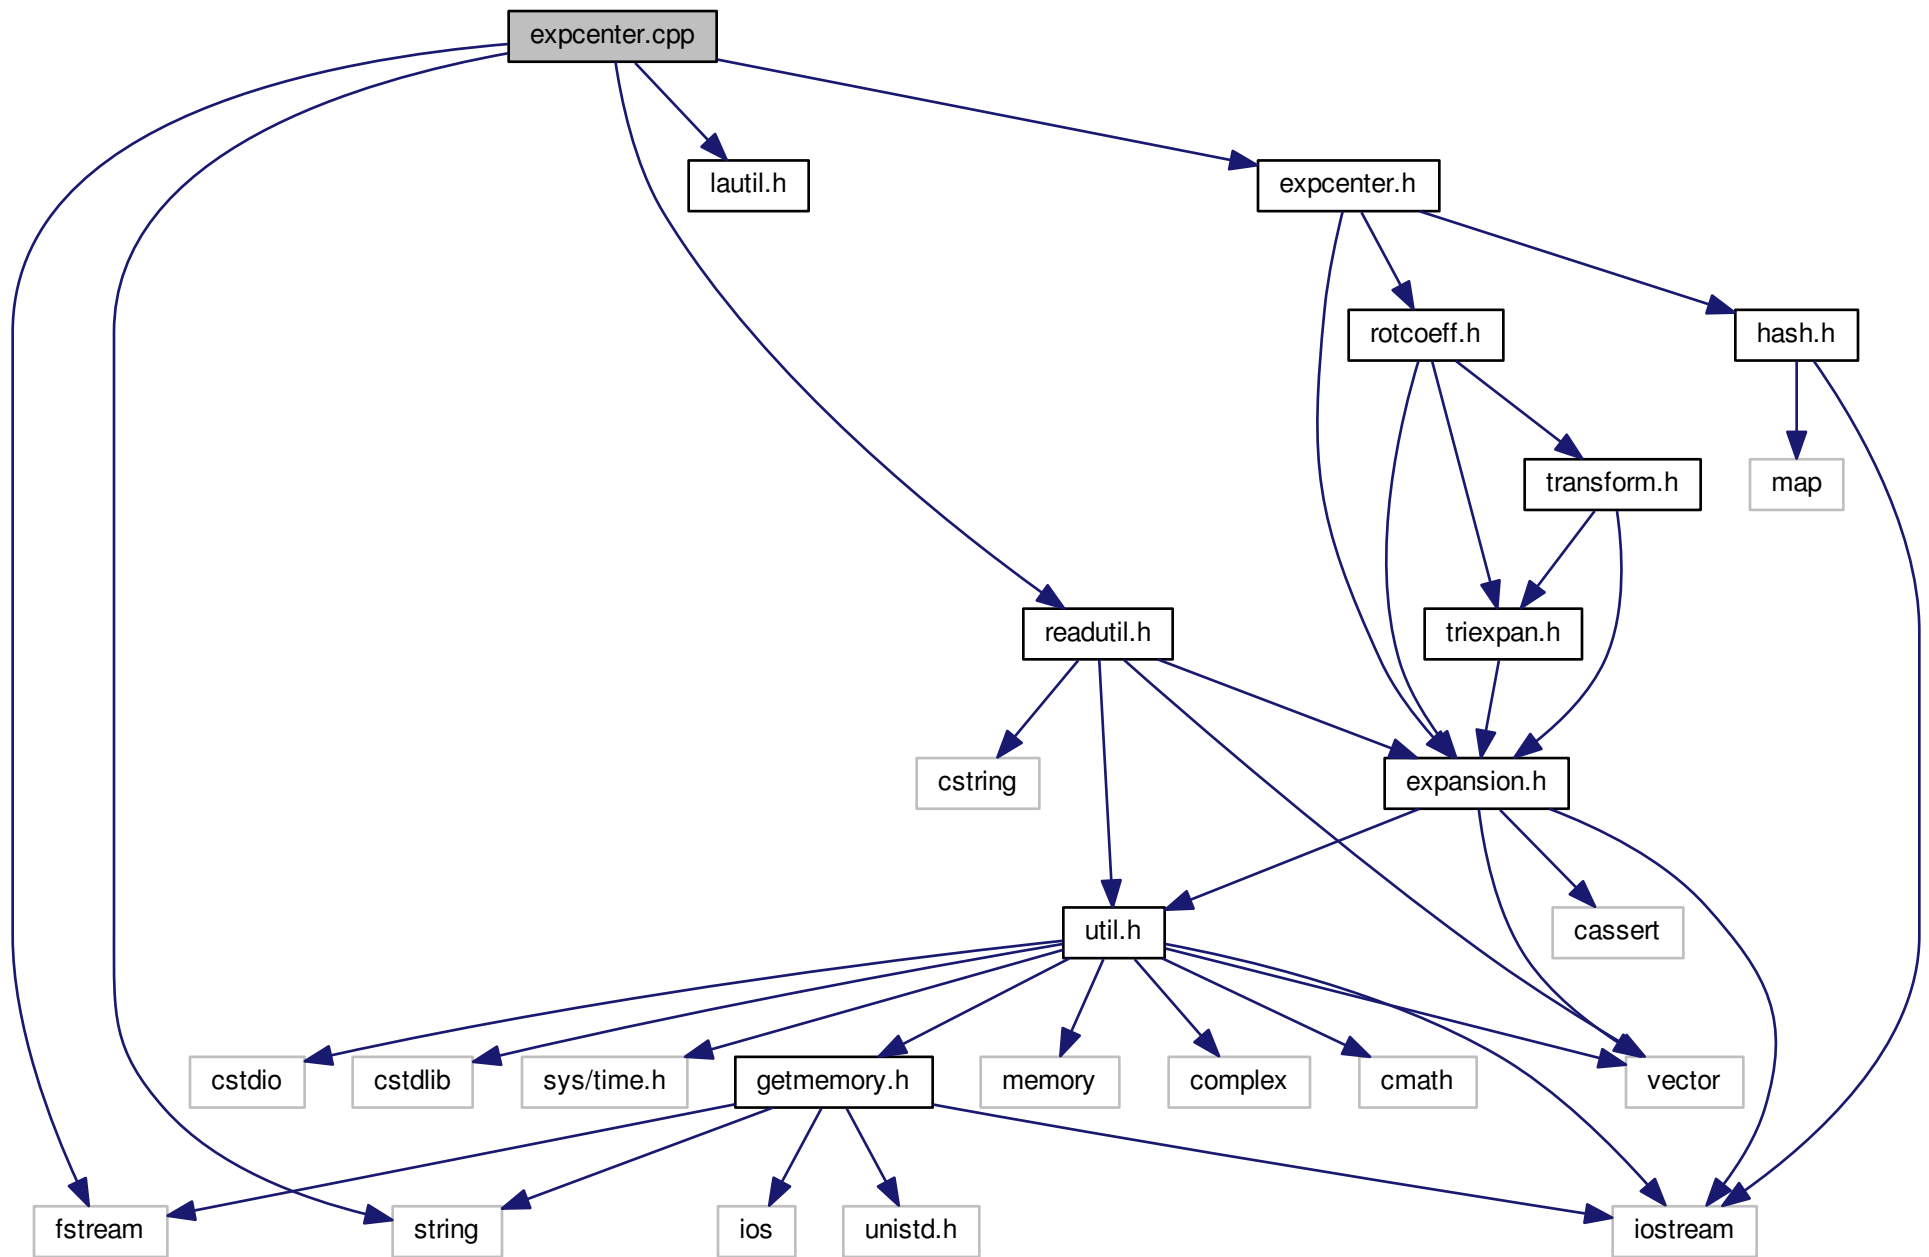 expcenter.cpp
lautil.h
expcenter.h
rotcoeff.h
hash.h
transform.h
map
readutil.h
triexpan.h
cstring
expansion.h
util.h
cassert
cstdio
cstdlib
sys/time.h
getmemory.h
memory
complex
cmath
vector
fstream
string
ios
unistd.h
iostream